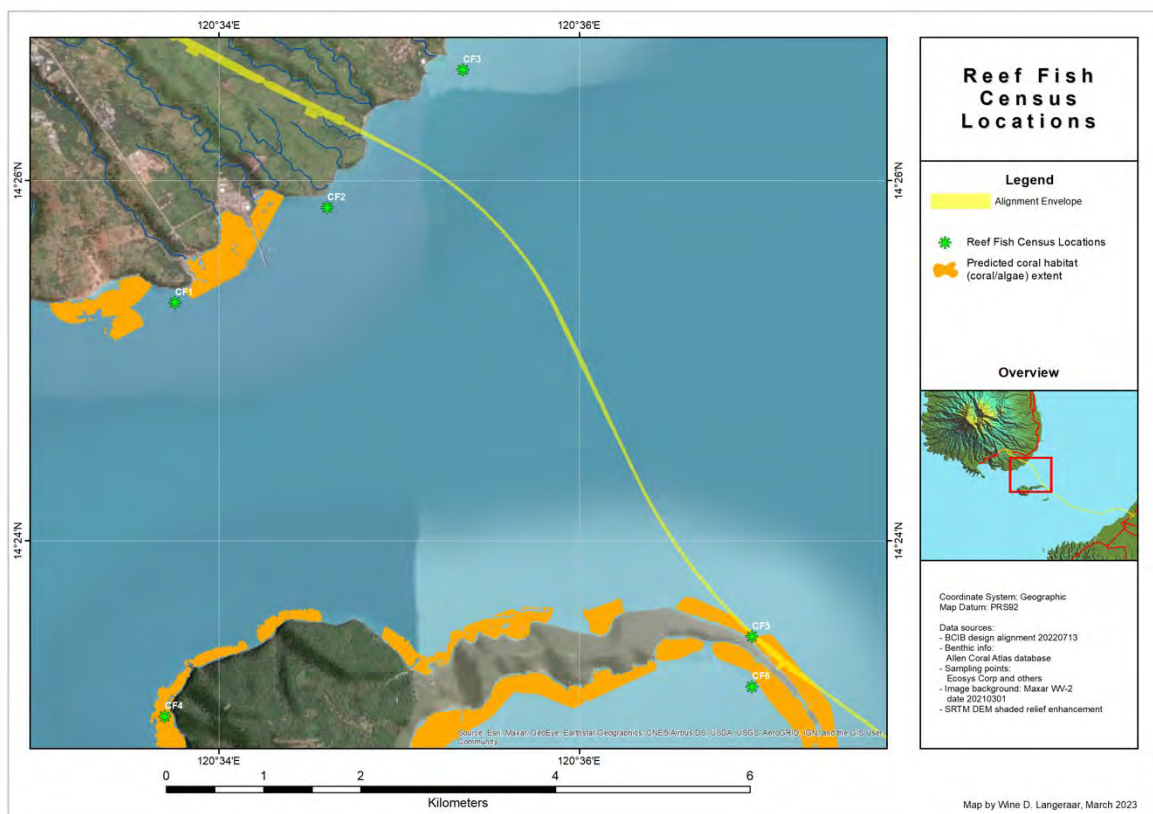 120°34'E
120°36'E
CF3
14°26'N
14°26'N
CF2
CF1
14°24'N
14°24'N
CF5
CF6
CF4
Source: Esri, Maxar, GeoEye, Earthstar Geographics, CNES/Airbus DS, USDA, USGS, AeroGRID, IGN, and the GIS User
Community
120°34'E
120°36'E
0 1 2 4 6
Kilometers
Reef Fish
Census
Locations
Legend
Alignment Envelope
Reef Fish Census Locations
Predicted coral habitat
(coral/algae) extent
Overview
Coordinate System: Geographic
Map Datum: PRS92
Data sources:
- BCIB design alignment 20220713
- Benthic info:
Allen Coral Atlas database
- Sampling points:
Ecosys Corp and others
- Image background: Maxar WV-2
date 20210301
- SRTM DEM shaded relief enhancement
Map by Wine D. Langeraar, March 2023